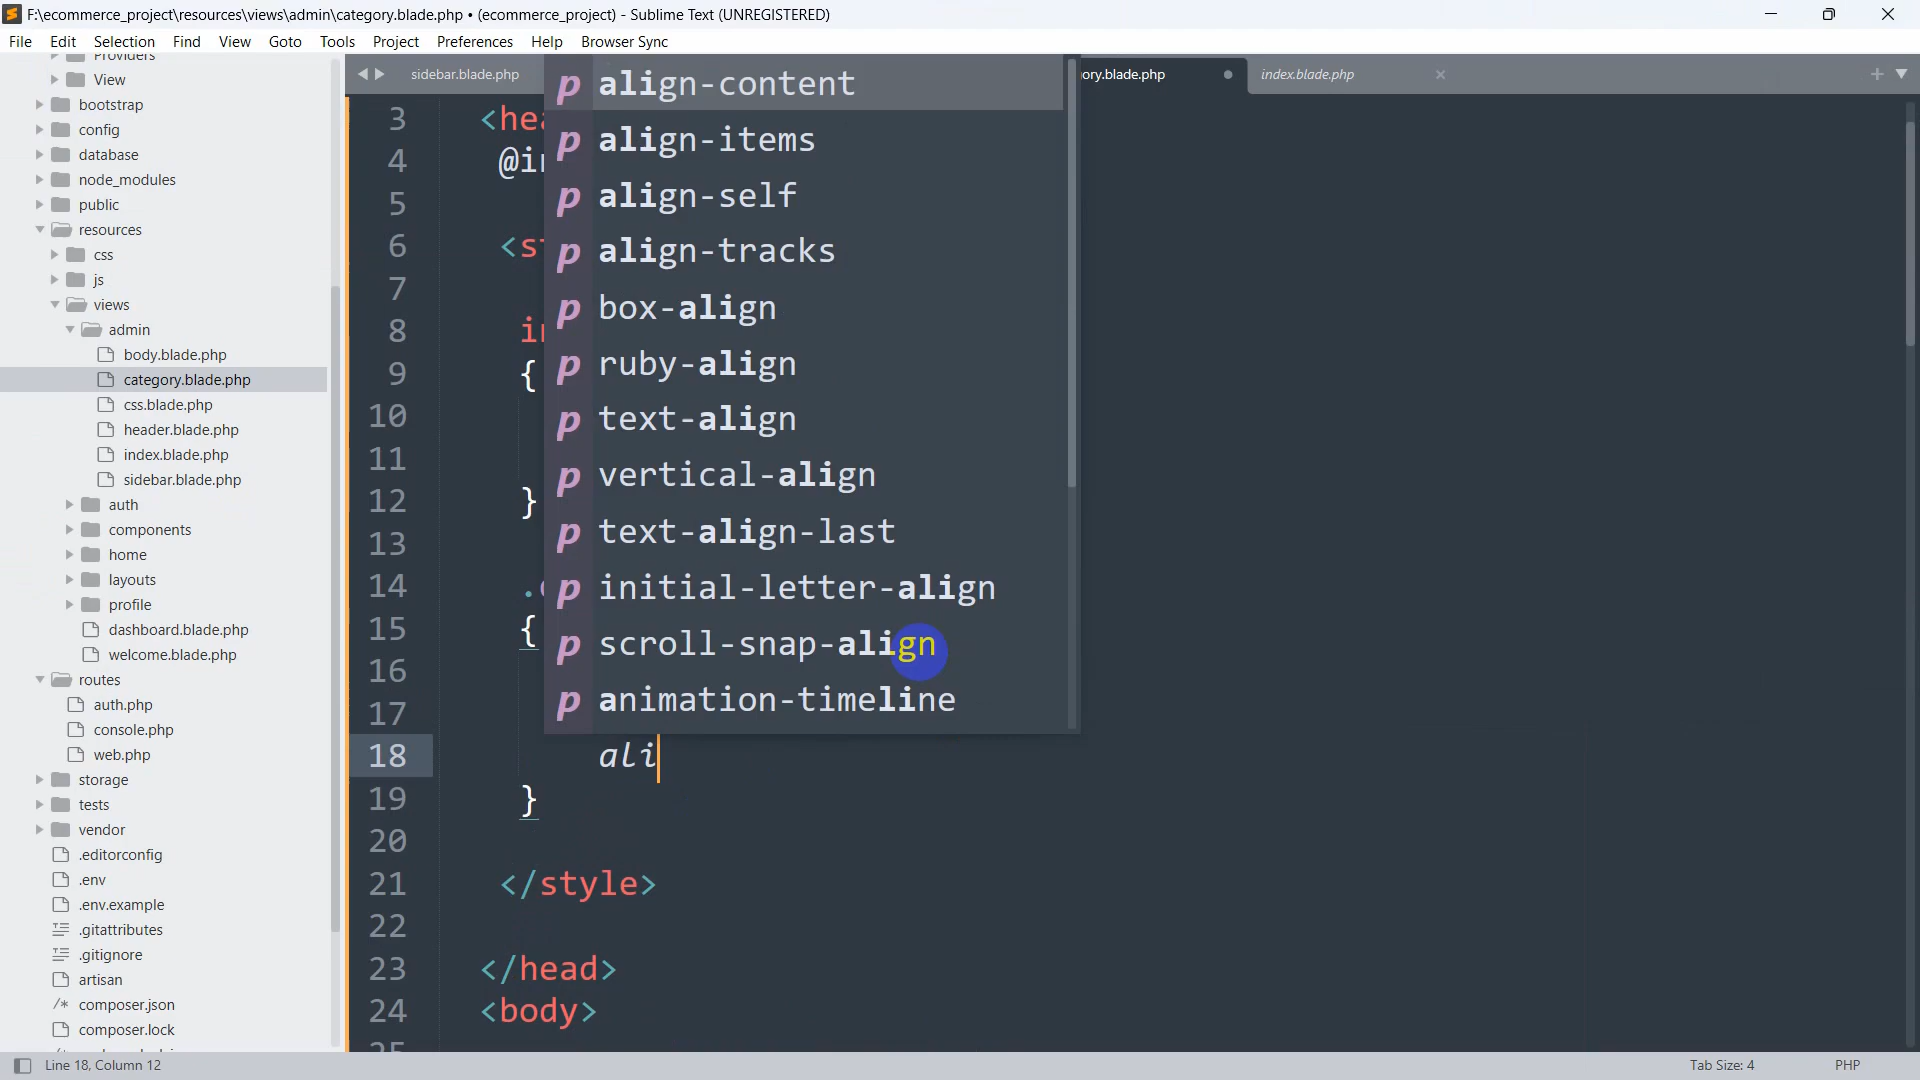 F:\ecommerce_project\resources\views\admin\category.blade.php • (ecommerce_project) - Sublime Text (UNREGISTERED)
File Edit Selection Find View Goto Tools Project Preferences Help Browser Sync
Providers
View
bootstrap
config
database
node_modules
public
resources
css
js
views
admin
body.blade.php
category.blade.php
css.blade.php
header.blade.php
index.blade.php
sidebar.blade.php
auth
components
home
layouts
profile
dashboard.blade.php
welcome.blade.php
routes
auth.php
console.php
web.php
storage
tests
vendor
.editorconfig
.env
.env.example
.gitattributes
.gitignore
artisan
/* composer.json
composer.lock
sidebar.blade.php ory.blade.php index.blade.php
3 <hea
4 @in
5
6 <st
7
8 in
9 {
10
11
12 }
13
14 .
15 {
16
17
18 ali
19 }
20
21 </style>
22
23 </head>
24 <body>
25
p align-content
p align-items
p align-self
p align-tracks
p box-align
p ruby-align
p text-align
p vertical-align
p text-align-last
p initial-letter-align
p scroll-snap-align
p animation-timeline
Line 18, Column 12 Tab Size: 4 PHP